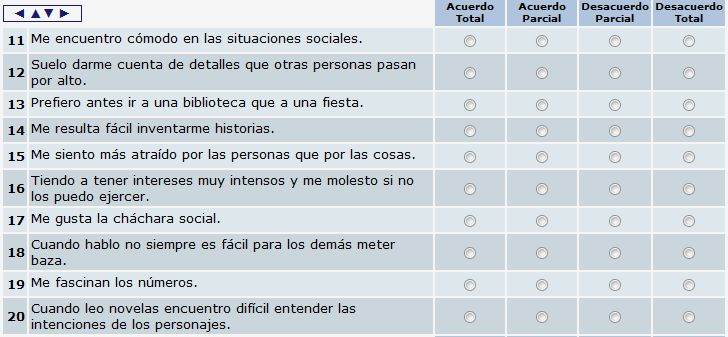 Acuerdo Total
Acuerdo Parcial
Desacuerdo Parcial
Desacuerdo Total
11 Me encuentro cómodo en las situaciones sociales.
12 Suelo darme cuenta de detalles que otras personas pasan
por alto.
13 Prefiero antes ir a una biblioteca que a una fiesta.
14 Me resulta fácil inventarme historias.
15 Me siento más atraído por las personas que por las cosas.
16 Tiendo a tener intereses muy intensos y me molesto si no
los puedo ejercer.
17 Me gusta la cháchara social.
18 Cuando hablo no siempre es fácil para los demás meter
baza.
19 Me fascinan los números.
20 Cuando leo novelas encuentro difícil entender las
intenciones de los personajes.